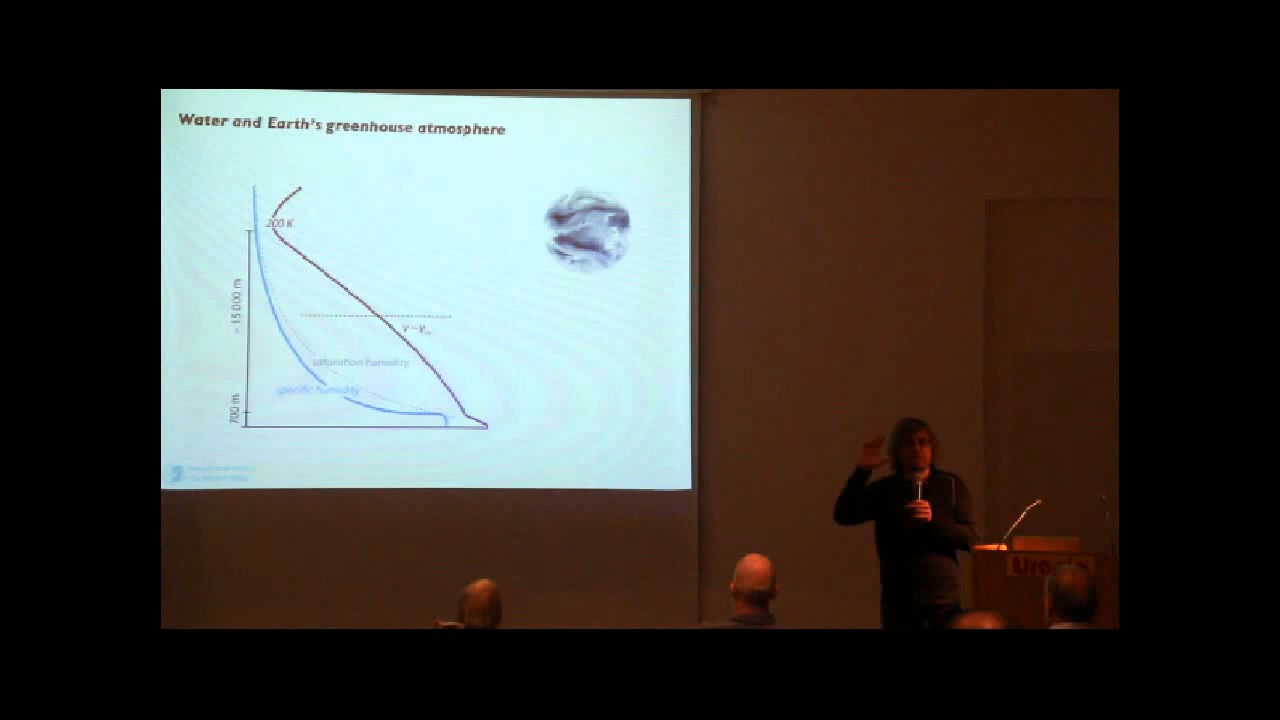 Water and Earth's greenhouse atmosphere
200 K
~ 15 000 m
saturation humidity
specific humidity
700 m